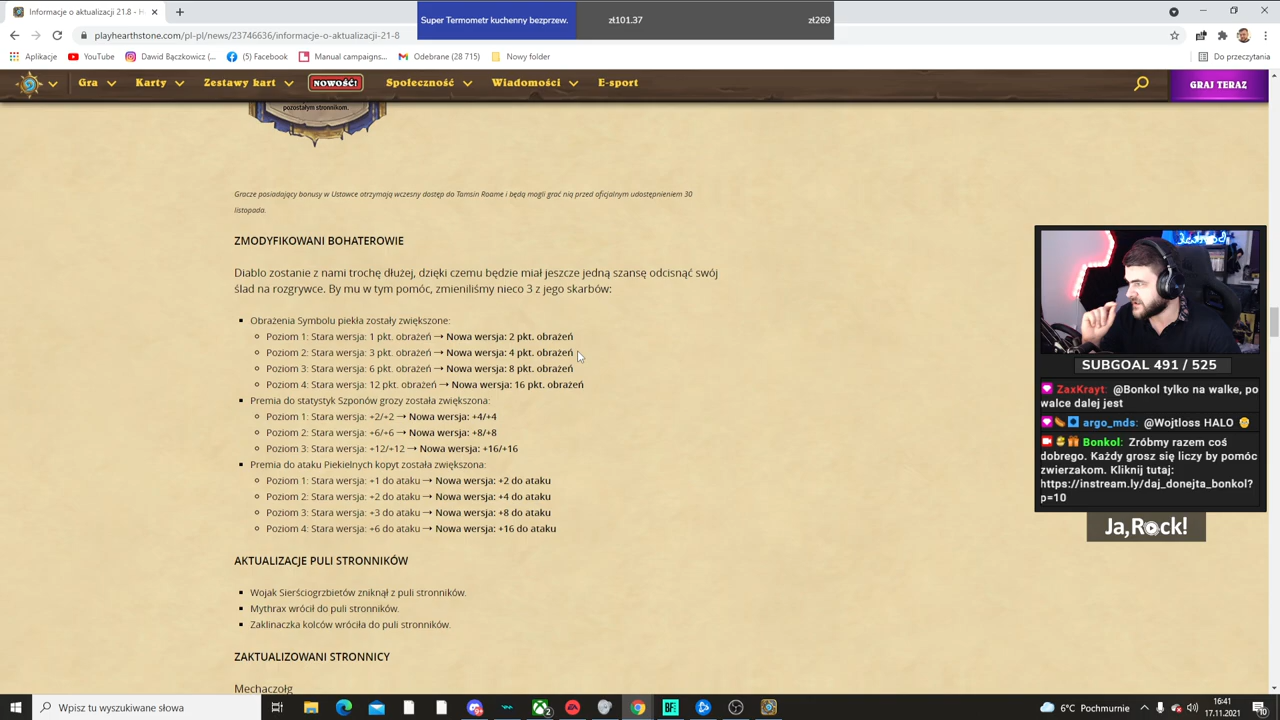 Informacje o aktualizacji 21.8 - H
Super Termometr kuchenny bezprzew.
zł101.37
zł269
playhearthstone.com/pl-pl/news/23746636/informacje-o-aktualizacji-21-8
Aplikacje
YouTube
Dawid Bączkowicz (...
(5) Facebook
Manual campaigns...
Odebrane (28 715)
Nowy folder
Do przeczytania
Gra
Karty
Zestawy kart
NOWOŚĆ!
Społeczność
Wiadomości
E-sport
GRAJ TERAZ
pozostałym stronnikom.
Gracze posiadający bonusy w Ustawce otrzymają wczesny dostęp do Tamsin Roame i będą mogli grać nią przed oficjalnym udostępnieniem 30
listopada.
ZMODYFIKOWANI BOHATEROWIE
Diablo zostanie z nami trochę dłużej, dzięki czemu będzie miał jeszcze jedną szansę odcisnąć swój
ślad na rozgrywce. By mu w tym pomóc, zmieniliśmy nieco 3 z jego skarbów:
Obrażenia Symbolu piekła zostały zwiększone:
Poziom 1: Stara wersja: 1 pkt. obrażeń → Nowa wersja: 2 pkt. obrażeń
Poziom 2: Stara wersja: 3 pkt. obrażeń → Nowa wersja: 4 pkt. obrażeń
Poziom 3: Stara wersja: 6 pkt. obrażeń → Nowa wersja: 8 pkt. obrażeń
Poziom 4: Stara wersja: 12 pkt. obrażeń → Nowa wersja: 16 pkt. obrażeń
Premia do statystyk Szponów grozy została zwiększona:
Poziom 1: Stara wersja: +2/+2 → Nowa wersja: +4/+4
Poziom 2: Stara wersja: +6/+6 → Nowa wersja: +8/+8
Poziom 3: Stara wersja: +12/+12 → Nowa wersja: +16/+16
Premia do ataku Piekielnych kopyt została zwiększona:
Poziom 1: Stara wersja: +1 do ataku → Nowa wersja: +2 do ataku
Poziom 2: Stara wersja: +2 do ataku → Nowa wersja: +4 do ataku
Poziom 3: Stara wersja: +3 do ataku → Nowa wersja: +8 do ataku
Poziom 4: Stara wersja: +6 do ataku → Nowa wersja: +16 do ataku
AKTUALIZACJE PULI STRONNIKÓW
Wojak Sierściogrzbietów zniknął z puli stronników.
Mythrax wrócił do puli stronników.
Zaklinaczka kolców wróciła do puli stronników.
ZAKTUALIZOWANI STRONNICY
Mechaczołg
SUBGOAL 491 / 525
ZaxKrayt: @Bonkol tylko na walke, po
walce dalej jest
argo_mds: @Wojtloss HALO
Bonkol: Zróbmy razem coś
dobrego. Każdy grosz się liczy by pomóc
zwierzakom. Kliknij tutaj:
https://instream.ly/daj_donejta_bonkol?
p=10
Ja,Rock!
Wpisz tu wyszukiwane słowa
2
BF
6°C Pochmurnie
16:41
17.11.2021
10